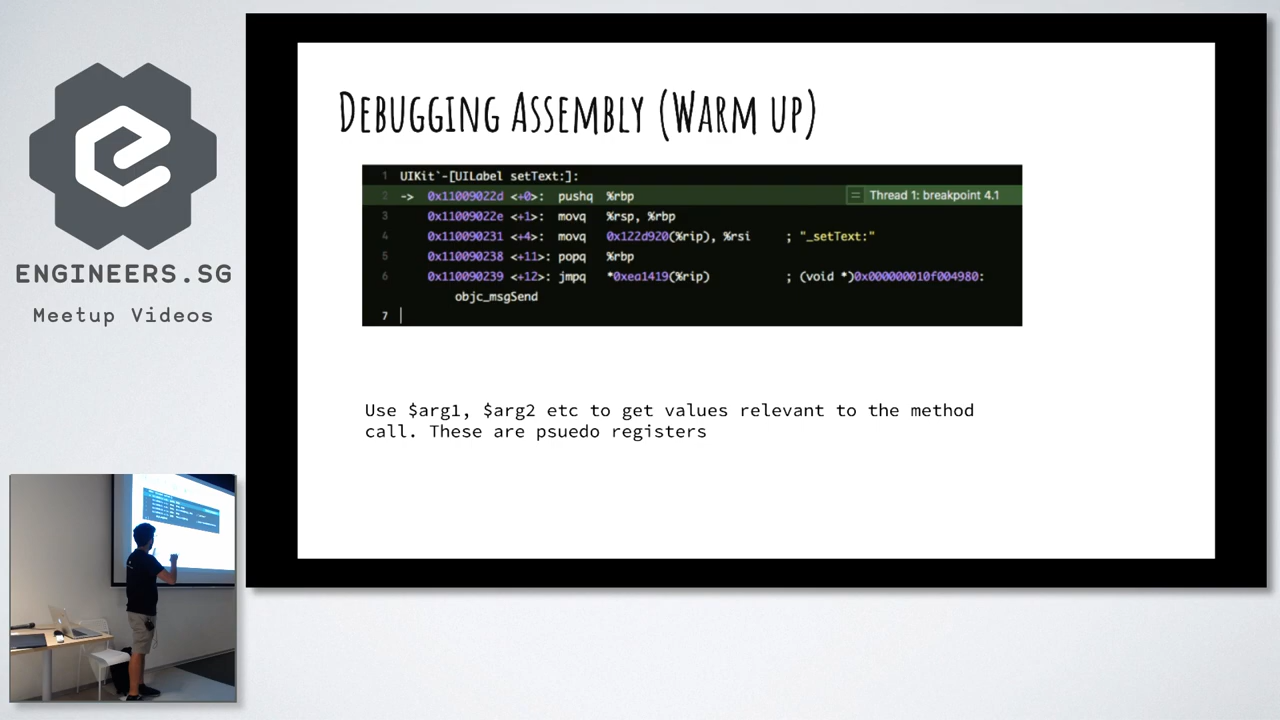 ENGINEERS.SG
Meetup Videos
DEBUGGING ASSEMBLY (WARM UP)
1 UIKit`-[UILabel setText:]:
2 -> 0x11009022d <+0>: pushq %rbp = Thread 1: breakpoint 4.1
3 0x11009022e <+1>: movq %rsp, %rbp
4 0x110090231 <+4>: movq 0x122d920(%rip), %rsi ; "_setText:"
5 0x110090238 <+11>: popq %rbp
6 0x110090239 <+12>: jmpq *0xea1419(%rip) ; (void *)0x000000010f004980:
objc_msgSend
7
Use $arg1, $arg2 etc to get values relevant to the method
call. These are psuedo registers